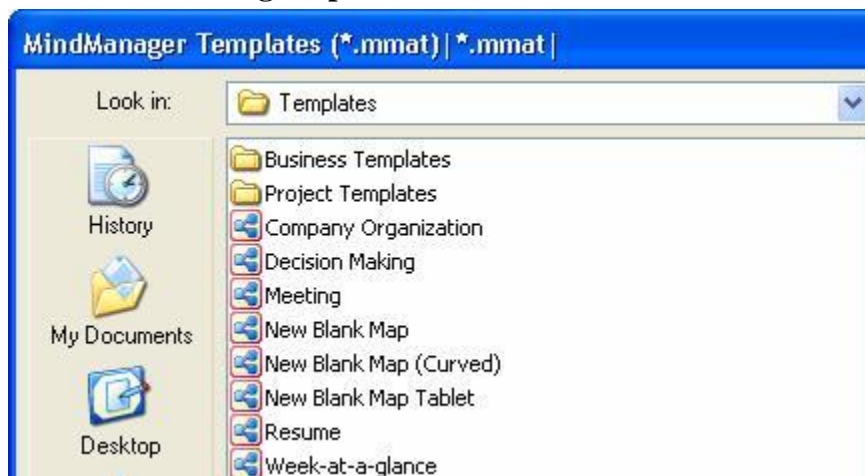 MindManager Templates (*.mmat)|*.mmat|
Look in:
Templates
History
My Documents
Desktop
Business Templates
Project Templates
Company Organization
Decision Making
Meeting
New Blank Map
New Blank Map (Curved)
New Blank Map Tablet
Resume
Week-at-a-glance